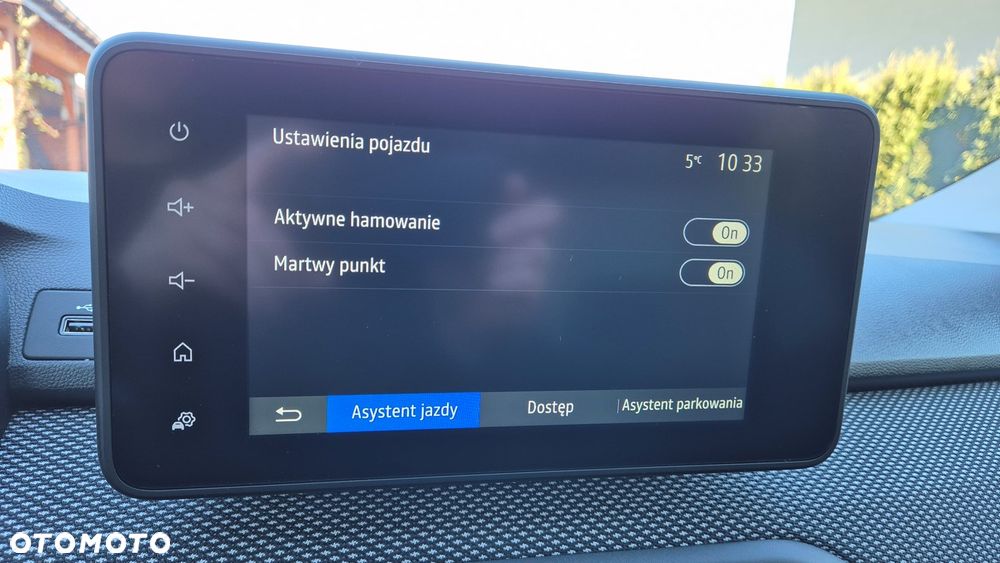 Ustawienia pojazdu
5°C 10 33
Aktywne hamowanie On
Martwy punkt On
Asystent jazdy Dostęp Asystent parkowania
OTOMOTO